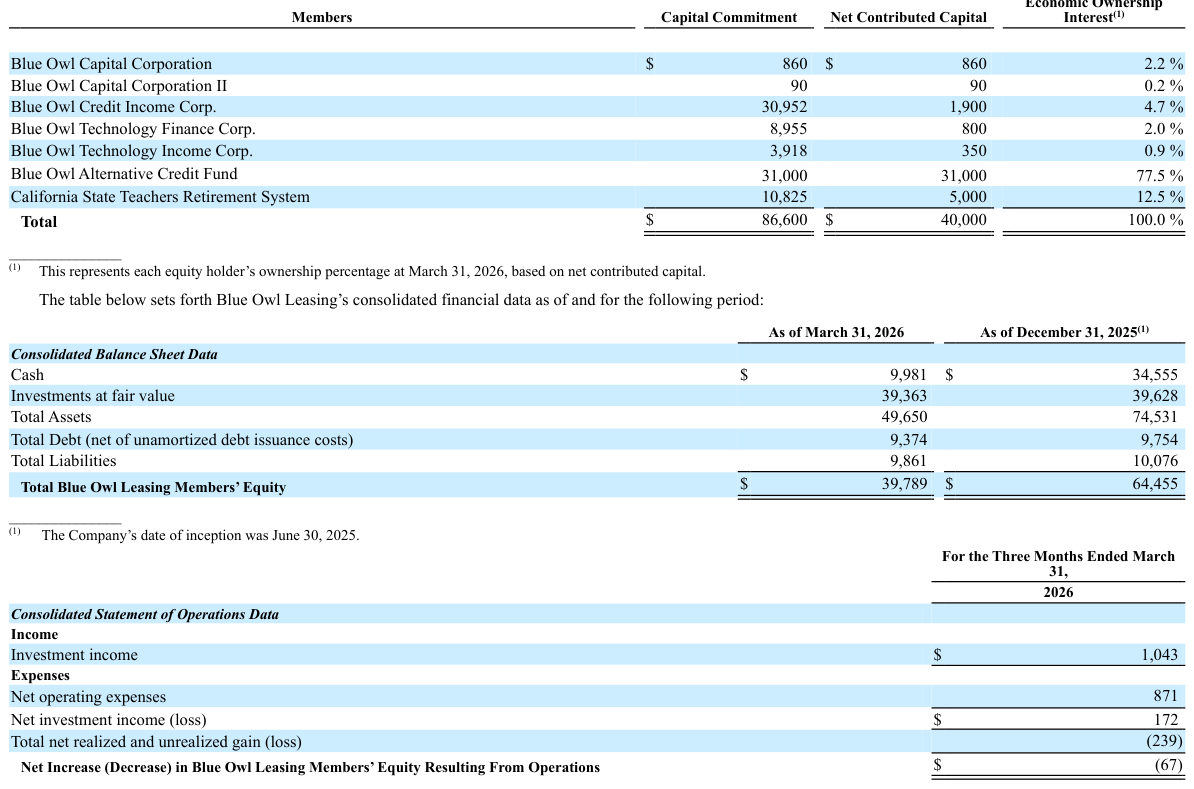 Economic Ownership
Members Capital Commitment Net Contributed Capital Interest(1)
Blue Owl Capital Corporation $ 860 $ 860 2.2 %
Blue Owl Capital Corporation II 90 90 0.2 %
Blue Owl Credit Income Corp. 30,952 1,900 4.7 %
Blue Owl Technology Finance Corp. 8,955 800 2.0 %
Blue Owl Technology Income Corp. 3,918 350 0.9 %
Blue Owl Alternative Credit Fund 31,000 31,000 77.5 %
California State Teachers Retirement System 10,825 5,000 12.5 %
Total $ 86,600 $ 40,000 100.0 %
(1) This represents each equity holder’s ownership percentage at March 31, 2026, based on net contributed capital.
The table below sets forth Blue Owl Leasing’s consolidated financial data as of and for the following period:
As of March 31, 2026 As of December 31, 2025(1)
Consolidated Balance Sheet Data
Cash $ 9,981 $ 34,555
Investments at fair value 39,363 39,628
Total Assets 49,650 74,531
Total Debt (net of unamortized debt issuance costs) 9,374 9,754
Total Liabilities 9,861 10,076
Total Blue Owl Leasing Members’ Equity $ 39,789 $ 64,455
(1) The Company’s date of inception was June 30, 2025.
For the Three Months Ended March
31,
2026
Consolidated Statement of Operations Data
Income
Investment income $ 1,043
Expenses
Net operating expenses 871
Net investment income (loss) $ 172
Total net realized and unrealized gain (loss) (239)
Net Increase (Decrease) in Blue Owl Leasing Members’ Equity Resulting From Operations $ (67)